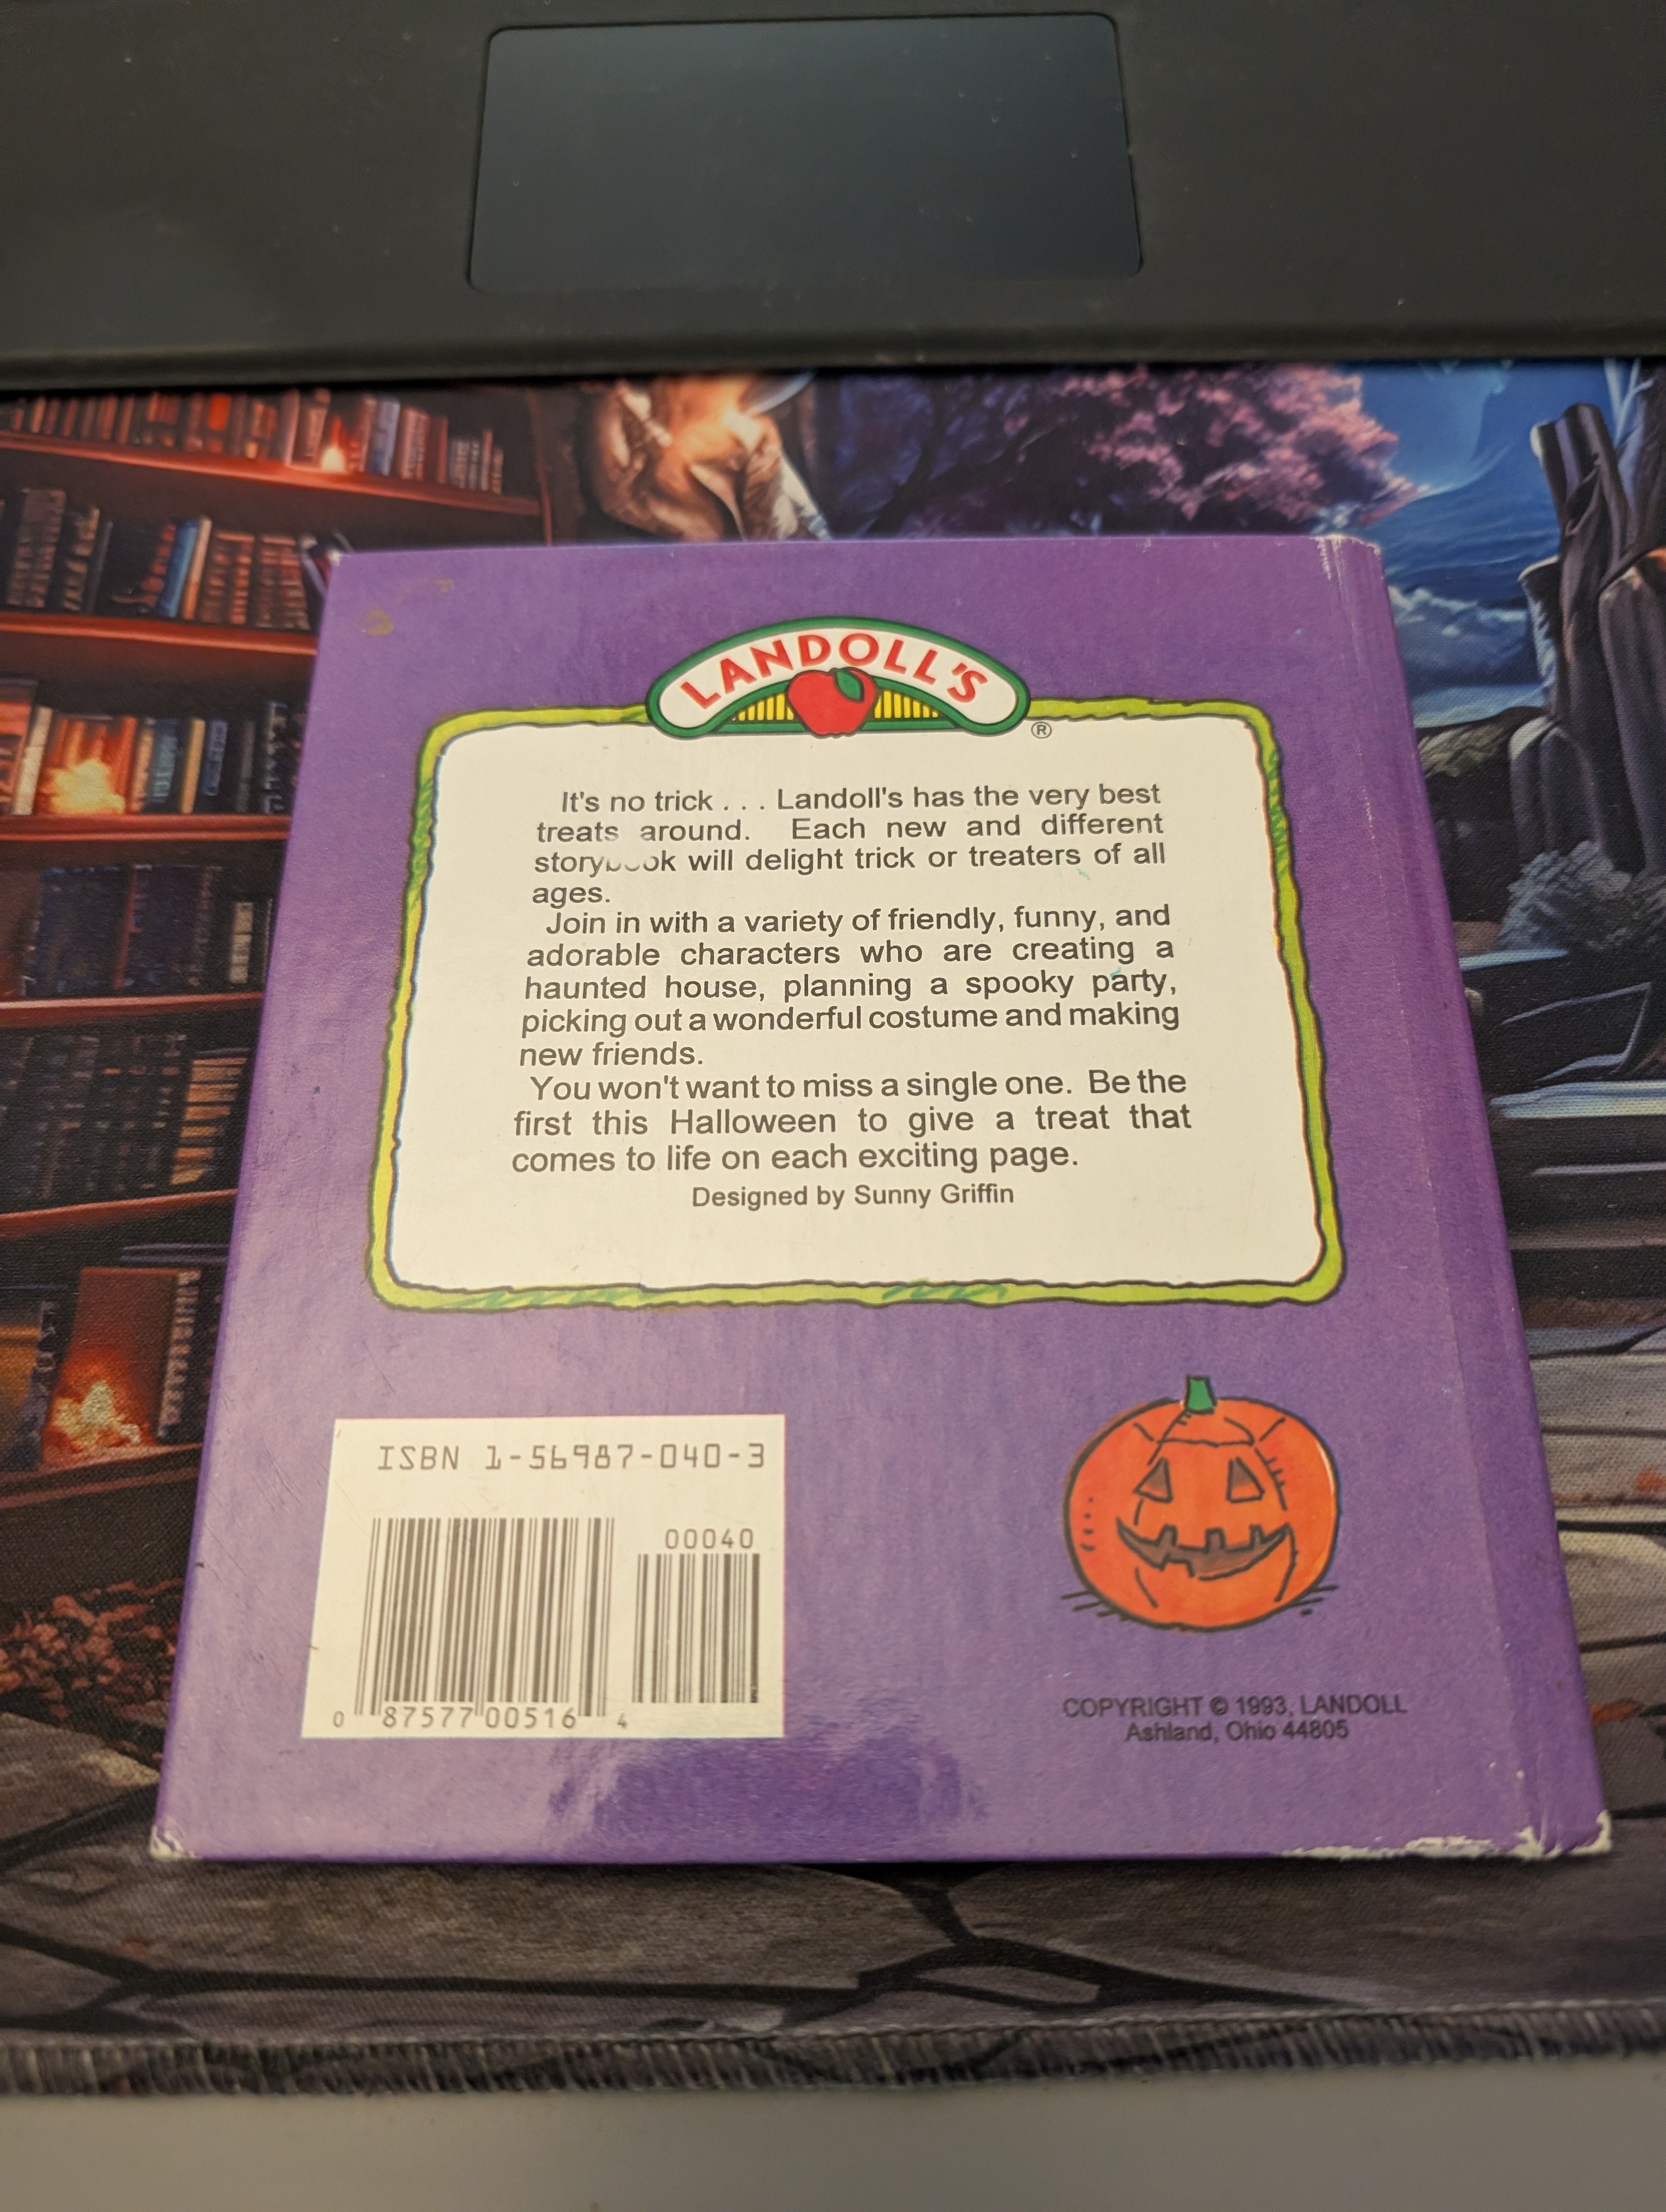 LANDOLL'S
®
It's no trick . . . Landoll's has the very best
treats around. Each new and different
storybook will delight trick or treaters of all
ages.
Join in with a variety of friendly, funny, and
adorable characters who are creating a
haunted house, planning a spooky party,
picking out a wonderful costume and making
new friends.
You won't want to miss a single one. Be the
first this Halloween to give a treat that
comes to life on each exciting page.
Designed by Sunny Griffin
ISBN 1-56987-040-3
00040
0 87577 00516 4
COPYRIGHT © 1993, LANDOLL
Ashland, Ohio 44805